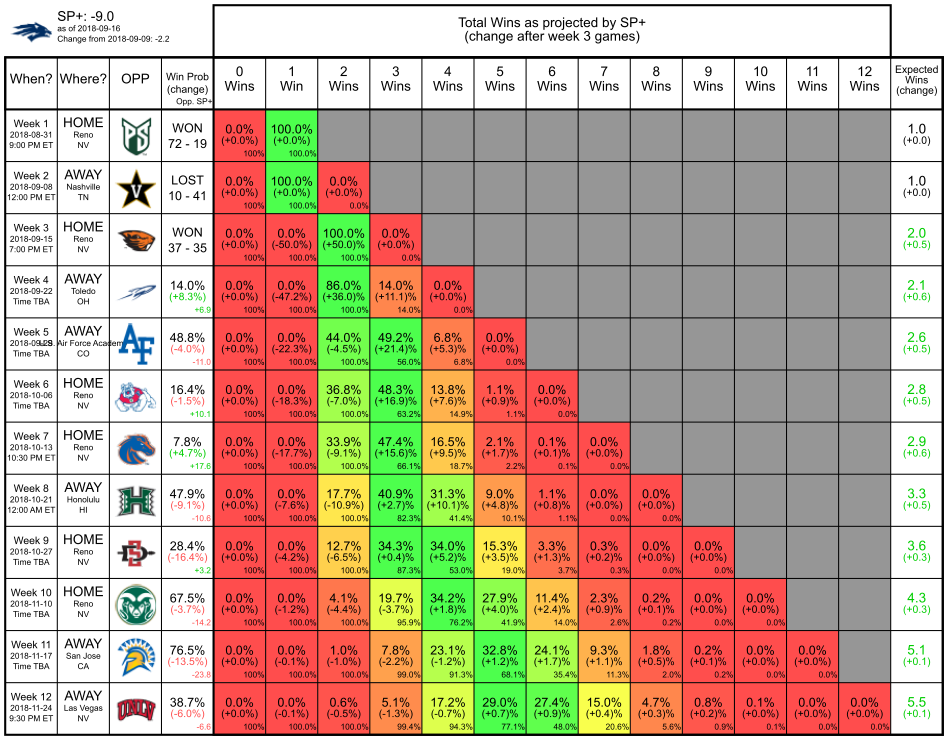 SP+: -9.0
as of 2018-09-16
Change from 2018-09-09: -2.2
Total Wins as projected by SP+
(change after week 3 games)
When? Where? OPP Win Prob (change) Opp. SP+ 0 Wins 1 Win 2 Wins 3 Wins 4 Wins 5 Wins 6 Wins 7 Wins 8 Wins 9 Wins 10 Wins 11 Wins 12 Wins Expected Wins (change)
Week 1 HOME
2018-08-31 Reno
9:00 PM ET NV
PS
WON 0.0% 100.0% 1.0
72 - 19 (+0.0%) (+0.0%) (+0.0)
100% 100.0%
Week 2 AWAY
2018-09-08 Nashville
12:00 PM ET TN
V
LOST 0.0% 100.0% 0.0% 1.0
10 - 41 (+0.0%) (+0.0%) (+0.0%) (+0.0)
100% 100.0% 0.0%
Week 3 HOME
2018-09-15 Reno
7:00 PM ET NV
WON 0.0% 0.0% 100.0% 0.0% 2.0
37 - 35 (+0.0%) (-50.0%) (+50.0)% (+0.0%) (+0.5)
100% 100% 100.0% 0.0%
Week 4 AWAY
2018-09-22 Toledo
Time TBA OH
14.0% 0.0% 0.0% 86.0% 14.0% 0.0% 2.1
(+8.3%) (+0.0%) (-47.2%) (+36.0)% (+11.1)% (+0.0%) (+0.6)
+6.9 100% 100% 100.0% 14.0% 0.0%
Week 5 AWAY
U.S. Air Force Academy
Time TBA CO
AF
48.8% 0.0% 0.0% 44.0% 49.2% 6.8% 0.0% 2.6
(-4.0%) (+0.0%) (-22.3%) (-4.5%) (+21.4)% (+5.3)% (+0.0%) (+0.5)
-11.0 100% 100% 100.0% 56.0% 6.8% 0.0%
Week 6 HOME
2018-10-06 Reno
Time TBA NV
16.4% 0.0% 0.0% 36.8% 48.3% 13.8% 1.1% 0.0% 2.8
(-1.5%) (+0.0%) (-18.3%) (-7.0%) (+16.9)% (+7.6)% (+0.9)% (+0.0%) (+0.5)
+10.1 100% 100% 100.0% 63.2% 14.9% 1.1% 0.0%
Week 7 HOME
2018-10-13 Reno
10:30 PM ET NV
7.8% 0.0% 0.0% 33.9% 47.4% 16.5% 2.1% 0.1% 0.0% 2.9
(+4.7%) (+0.0%) (-17.7%) (-9.1%) (+15.6)% (+9.5)% (+1.7)% (+0.1)% (+0.0%) (+0.6)
+17.6 100% 100% 100.0% 66.1% 18.7% 2.2% 0.1% 0.0%
Week 8 AWAY
2018-10-21 Honolulu
12:00 AM ET HI
H
47.9% 0.0% 0.0% 17.7% 40.9% 31.3% 9.0% 1.1% 0.0% 0.0% 3.3
(-9.1%) (+0.0%) (-7.6%) (-10.9%) (+2.7)% (+10.1)% (+4.8)% (+0.8)% (+0.0%) (+0.0%) (+0.5)
-10.6 100% 100% 100.0% 82.3% 41.4% 10.1% 1.1% 0.0% 0.0%
Week 9 HOME
2018-10-27 Reno
Time TBA NV
SD
28.4% 0.0% 0.0% 12.7% 34.3% 34.0% 15.3% 3.3% 0.3% 0.0% 0.0% 3.6
(-16.4%) (+0.0%) (-4.2%) (-6.5%) (+0.4)% (+5.2)% (+3.5)% (+1.3)% (+0.2)% (+0.0%) (+0.0%) (+0.3)
+3.2 100% 100% 100.0% 87.3% 53.0% 19.0% 3.7% 0.3% 0.0% 0.0%
Week 10 HOME
2018-11-10 Reno
Time TBA NV
67.5% 0.0% 0.0% 4.1% 19.7% 34.2% 27.9% 11.4% 2.3% 0.2% 0.0% 0.0% 4.3
(-3.7%) (+0.0%) (-1.2%) (-4.4%) (-3.7%) (+1.8)% (+4.0)% (+2.4)% (+0.9)% (+0.1)% (+0.0%) (+0.0%) (+0.3)
-14.2 100% 100% 100.0% 95.9% 76.2% 41.9% 14.0% 2.6% 0.2% 0.0% 0.0%
Week 11 AWAY
2018-11-17 San Jose
Time TBA CA
76.5% 0.0% 0.0% 1.0% 7.8% 23.1% 32.8% 24.1% 9.3% 1.8% 0.2% 0.0% 0.0% 5.1
(-13.5%) (+0.0%) (-0.1%) (-1.0%) (-2.2%) (-1.2%) (+1.2)% (+1.7)% (+1.1)% (+0.5)% (+0.1)% (+0.0%) (+0.0%) (+0.1)
-23.8 100% 100% 100.0% 99.0% 91.3% 68.1% 35.4% 11.3% 2.0% 0.2% 0.0% 0.0%
Week 12 AWAY
2018-11-24 Las Vegas
9:30 PM ET NV
UNLV
38.7% 0.0% 0.0% 0.6% 5.1% 17.2% 29.0% 27.4% 15.0% 4.7% 0.8% 0.1% 0.0% 0.0% 5.5
(-6.0%) (+0.0%) (-0.1%) (-0.5%) (-1.3%) (-0.7%) (+0.7)% (+0.9)% (+0.4)% (+0.3)% (+0.2)% (+0.0%) (+0.0%) (+0.0%) (+0.1)
-6.6 100% 100% 100.0% 99.4% 94.3% 77.1% 48.0% 20.6% 5.6% 0.9% 0.1% 0.0% 0.0%